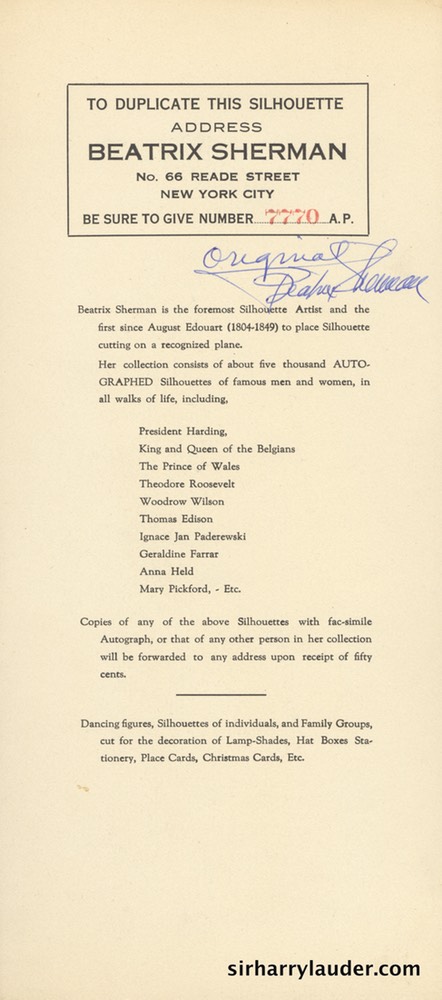 TO DUPLICATE THIS SILHOUETTE
ADDRESS
BEATRIX SHERMAN
No. 66 READE STREET
NEW YORK CITY
BE SURE TO GIVE NUMBER 7770 A.P.
Original
Beatrix Sherman
Beatrix Sherman is the foremost Silhouette Artist and the
first since August Edouart (1804-1849) to place Silhouette
cutting on a recognized plane.
Her collection consists of about five thousand AUTO-
GRAPHED Silhouettes of famous men and women, in
all walks of life, including,
President Harding,
King and Queen of the Belgians
The Prince of Wales
Theodore Roosevelt
Woodrow Wilson
Thomas Edison
Ignace Jan Paderewski
Geraldine Farrar
Anna Held
Mary Pickford, - Etc.
Copies of any of the above Silhouettes with fac-simile
Autograph, or that of any other person in her collection
will be forwarded to any address upon receipt of fifty
cents.
Dancing figures, Silhouettes of individuals, and Family Groups,
cut for the decoration of Lamp-Shades, Hat Boxes Sta-
tionery, Place Cards, Christmas Cards, Etc.
sirharrylauder.com